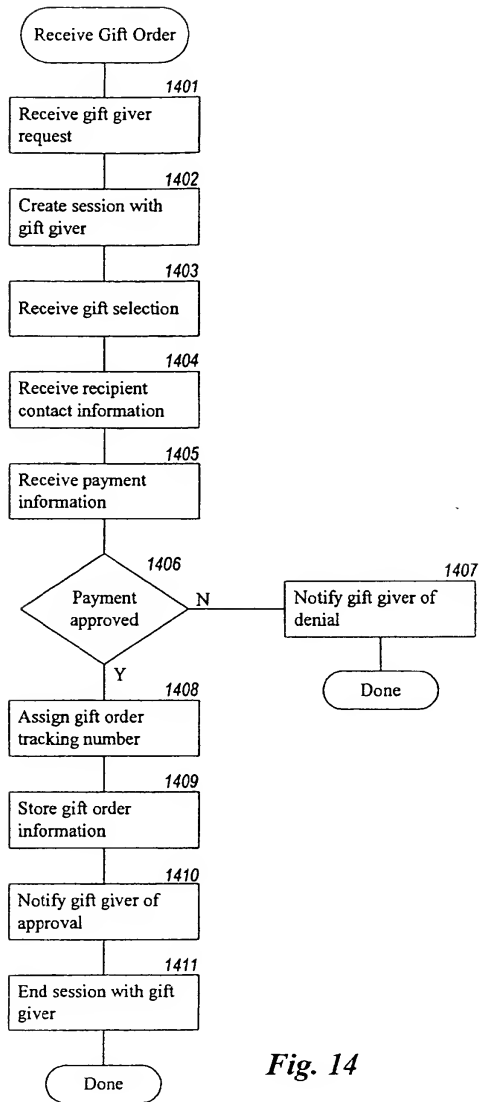 Receive Gift Order
1401
Receive gift giver
request
1402
Create session with
gift giver
1403
Receive gift selection
1404
Receive recipient
contact information
1405
Receive payment
information
1406
Payment
approved
N
1407
Notify gift giver of
denial
Done
Y
1408
Assign gift order
tracking number
1409
Store gift order
information
1410
Notify gift giver of
approval
1411
End session with gift
giver
Done
Fig. 14